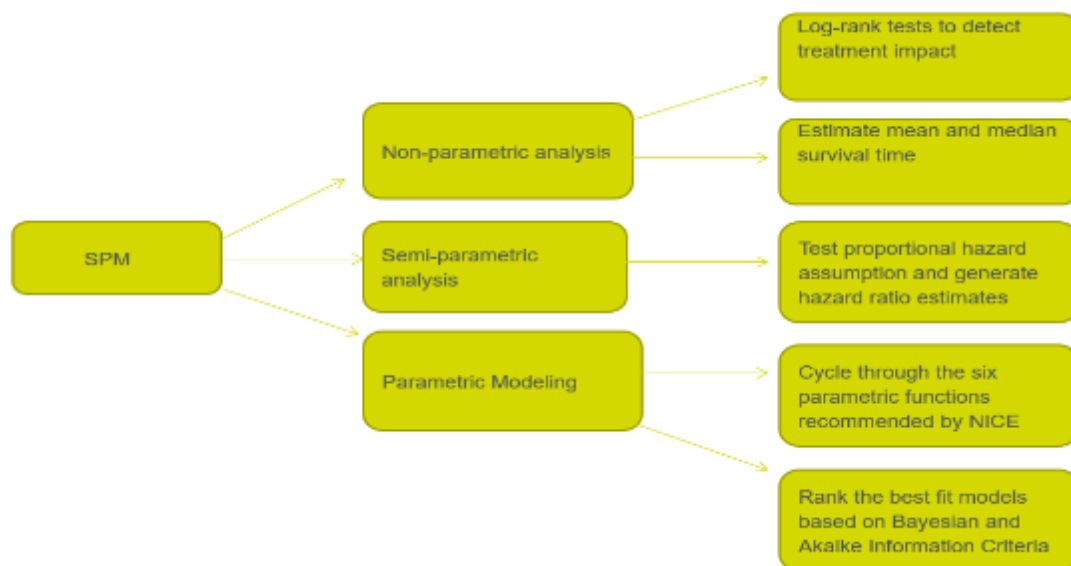 Log-rank tests to detect
treatment impact
Non-parametric analysis
Estimate mean and median
survival time
SPM
Semi-parametric
analysis
Test proportional hazard
assumption and generate
hazard ratio estimates
Parametric Modeling
Cycle through the six
parametric functions
recommended by NICE
Rank the best fit models
based on Bayesian and
Akaike Information Criteria